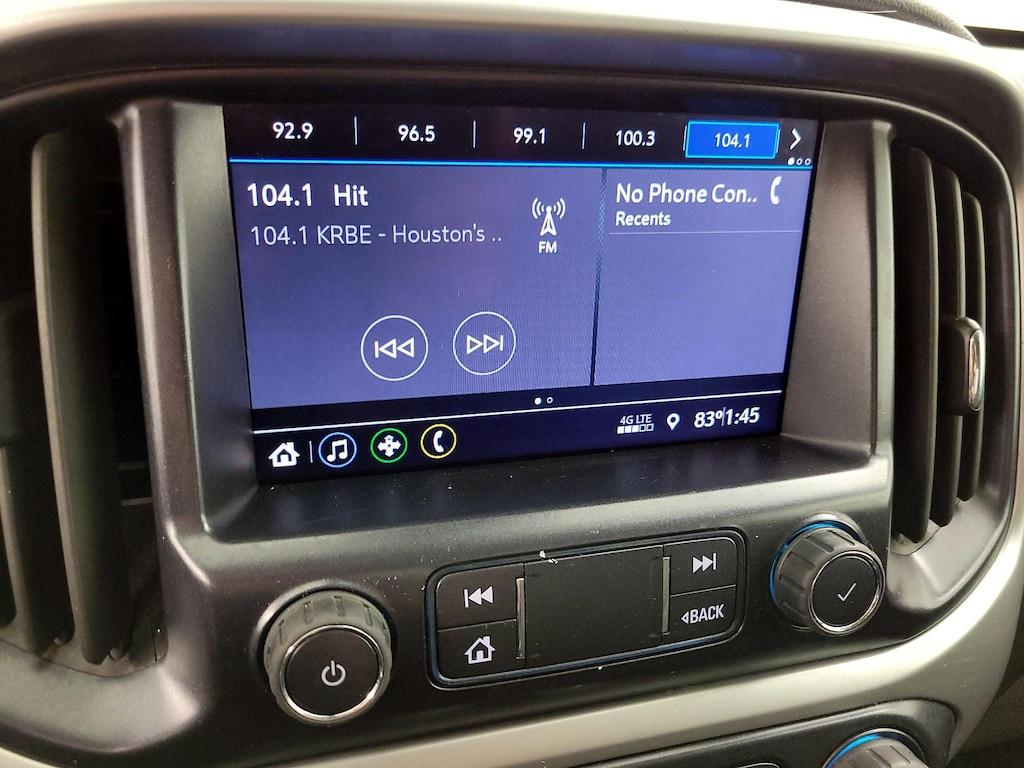 92.9 96.5 99.1 100.3 104.1
104.1 Hit
104.1 KRBE - Houston's ..
FM
No Phone Con..
Recents
4G LTE
83° 1:45
BACK